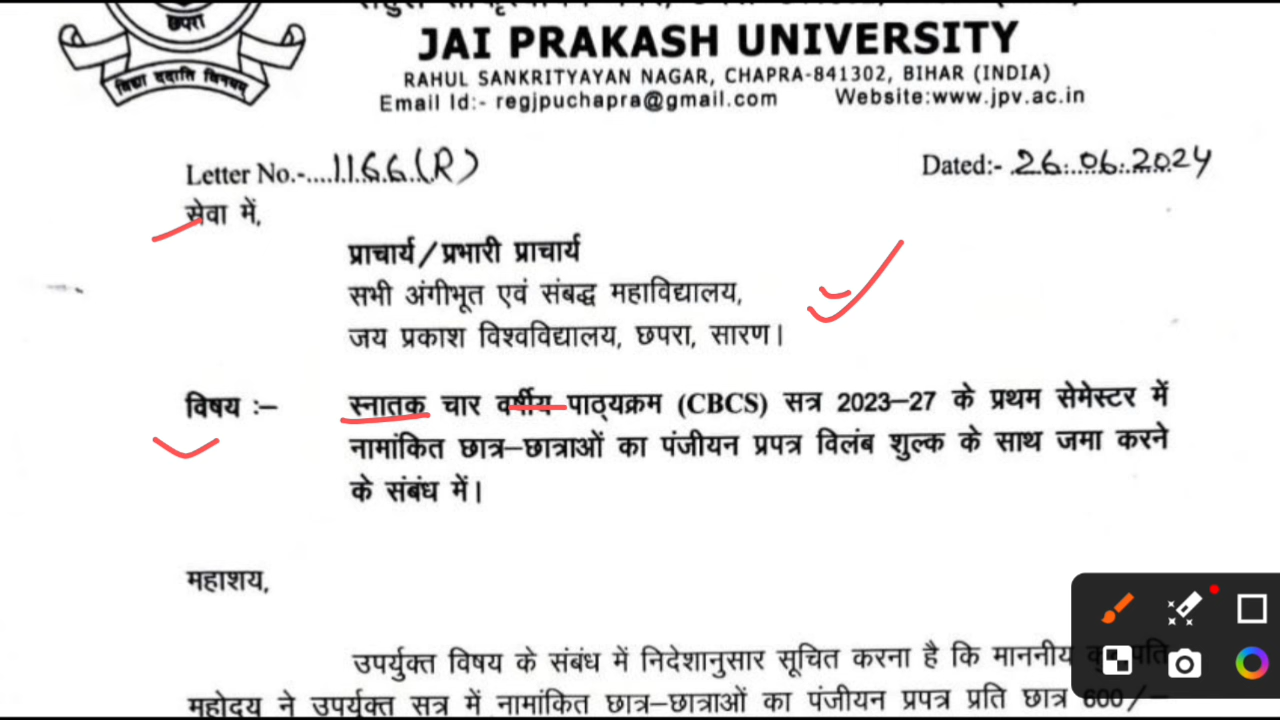 छपरा
विद्या ददाति विनयम्
JAI PRAKASH UNIVERSITY
RAHUL SANKRITYAYAN NAGAR, CHAPRA-841302, BIHAR (INDIA)
Email Id:- regjpuchapra@gmail.com Website:www.jpv.ac.in
Letter No.-....1166(R) Dated:- 26.06.2024
सेवा में,
प्राचार्य/प्रभारी प्राचार्य
सभी अंगीभूत एवं संबद्ध महाविद्यालय,
जय प्रकाश विश्वविद्यालय, छपरा, सारण।
विषय :– स्नातक चार वर्षीय पाठ्यक्रम (CBCS) सत्र 2023–27 के प्रथम सेमेस्टर में
नामांकित छात्र–छात्राओं का पंजीयन प्रपत्र विलंब शुल्क के साथ जमा करने
के संबंध में।
महाशय,
उपर्युक्त विषय के संबंध में निदेशानुसार सूचित करना है कि माननीय
महोदय ने उपर्युक्त सत्र में नामांकित छात्र–छात्राओं का पंजीयन प्रपत्र प्रति छात्र 600/–